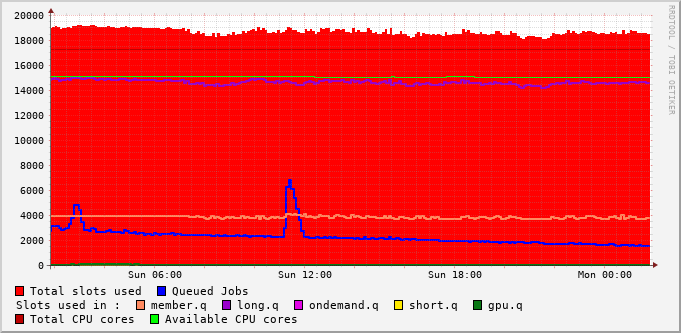 RRDTOOL / TOBI OETIKER
20000
18000
16000
14000
12000
10000
8000
6000
4000
2000
0
Sun 06:00 Sun 12:00 Sun 18:00 Mon 00:00
Total slots used Queued Jobs
Slots used in : member.q long.q ondemand.q short.q gpu.q
Total CPU cores Available CPU cores